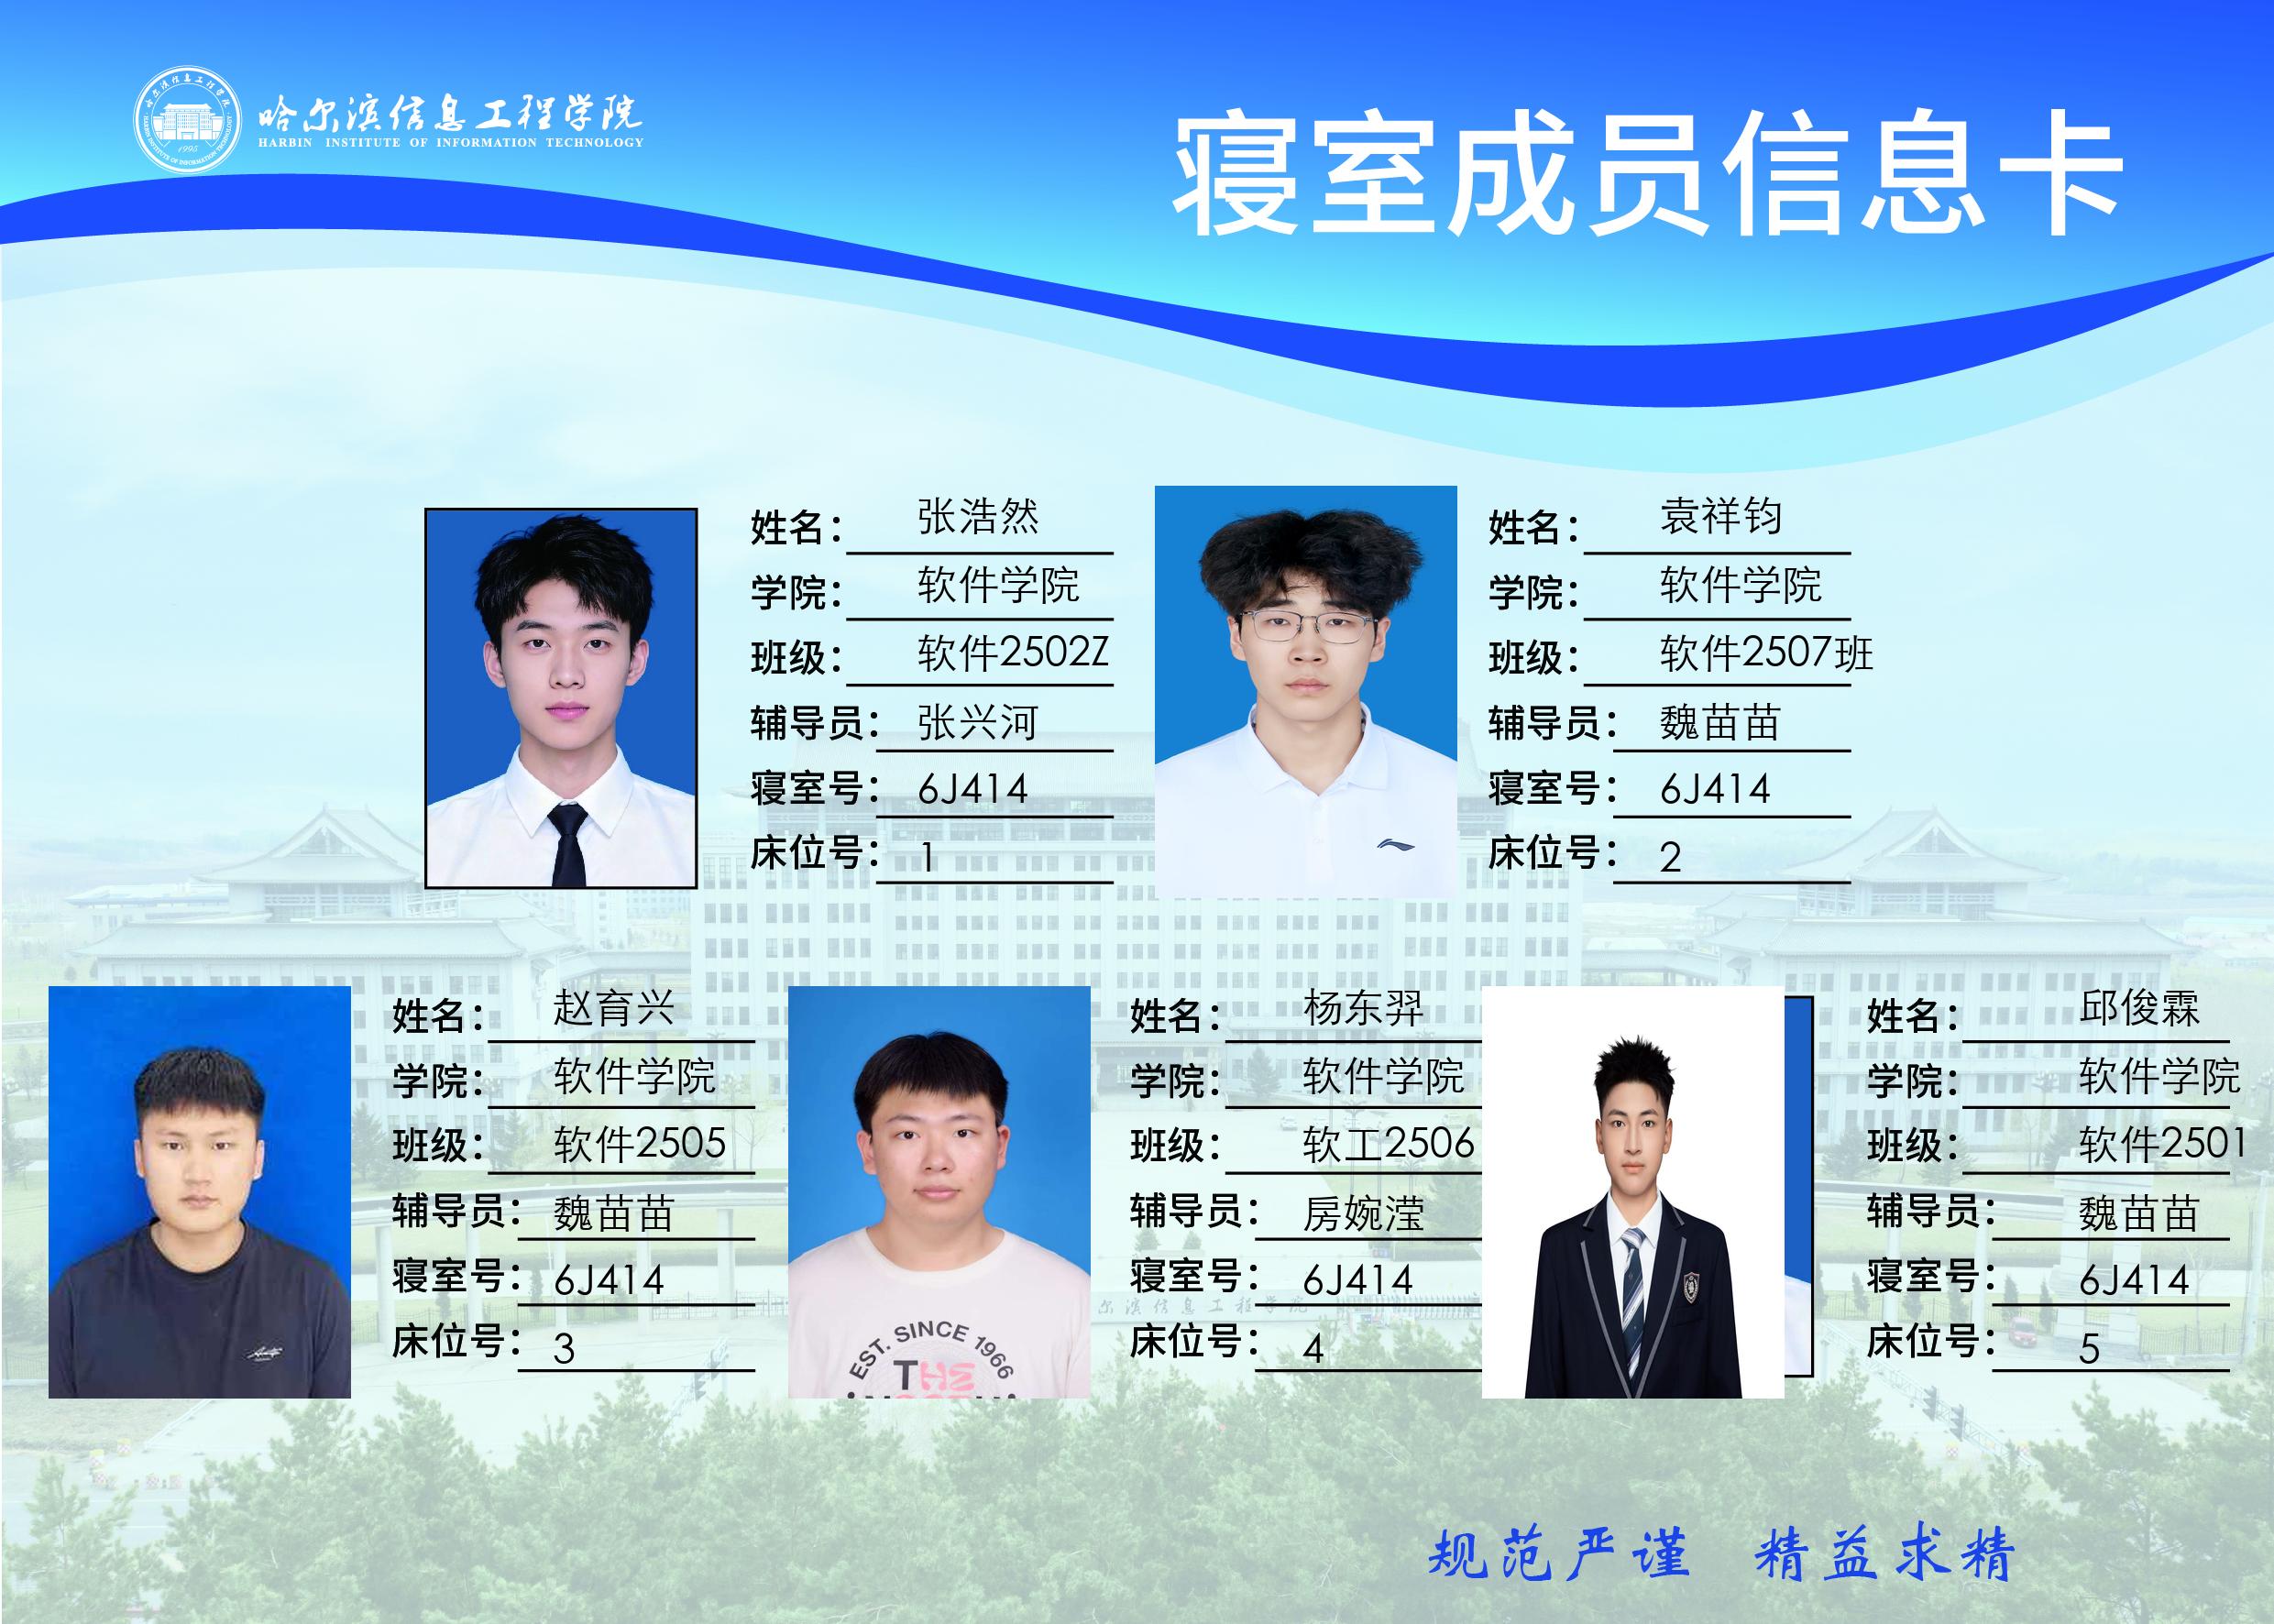 哈尔滨信息工程学院
HARBIN INSTITUTE OF INFORMATION TECHNOLOGY
1995
寝室成员信息卡
姓名：张浩然
学院：软件学院
班级：软件2502Z
辅导员：张兴河
寝室号：6J414
床位号：1
姓名：袁祥钧
学院：软件学院
班级：软件2507班
辅导员：魏苗苗
寝室号：6J414
床位号：2
姓名：赵育兴
学院：软件学院
班级：软件2505
辅导员：魏苗苗
寝室号：6J414
床位号：3
EST. SINCE 1966
THE
姓名：杨东羿
学院：软件学院
班级：软工2506
辅导员：房婉滢
寝室号：6J414
床位号：4
姓名：邱俊霖
学院：软件学院
班级：软件2501
辅导员：魏苗苗
寝室号：6J414
床位号：5
规范严谨 精益求精